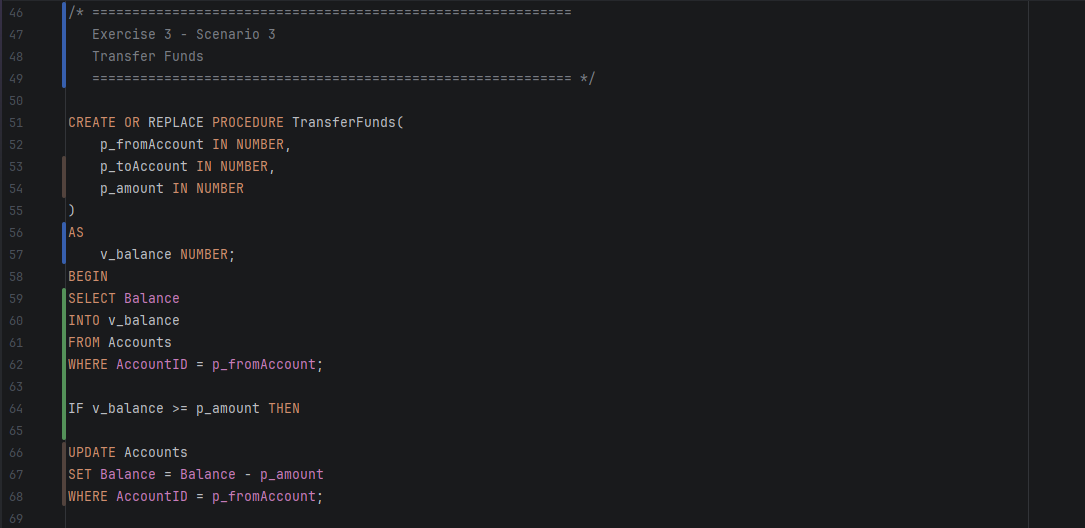 46 /* ============================================================
47    Exercise 3 - Scenario 3
48    Transfer Funds
49    ============================================================ */
50
51 CREATE OR REPLACE PROCEDURE TransferFunds(
52     p_fromAccount IN NUMBER,
53     p_toAccount IN NUMBER,
54     p_amount IN NUMBER
55 )
56 AS
57     v_balance NUMBER;
58 BEGIN
59 SELECT Balance
60 INTO v_balance
61 FROM Accounts
62 WHERE AccountID = p_fromAccount;
63
64 IF v_balance >= p_amount THEN
65
66 UPDATE Accounts
67 SET Balance = Balance - p_amount
68 WHERE AccountID = p_fromAccount;
69